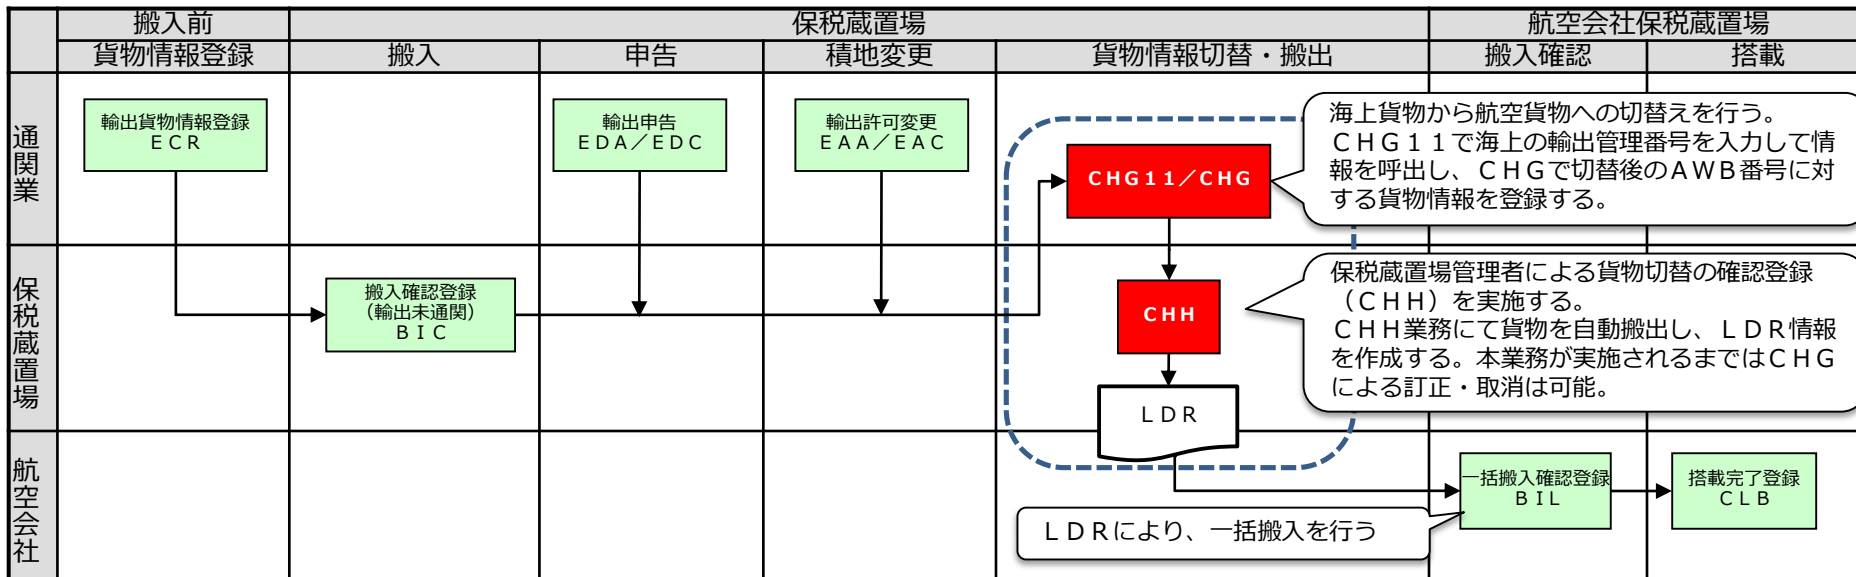 搬入前
保税蔵置場
航空会社保税蔵置場
貨物情報登録
搬入
申告
積地変更
貨物情報切替・搬出
搬入確認
搭載
通関業
輸出貨物情報登録
ＥＣＲ
輸出申告
ＥＤＡ／ＥＤＣ
輸出許可変更
ＥＡＡ／ＥＡＣ
ＣＨＧ１１／ＣＨＧ
海上貨物から航空貨物への切替えを行う。
ＣＨＧ１１で海上の輸出管理番号を入力して情
報を呼出し、ＣＨＧで切替後のＡＷＢ番号に対
する貨物情報を登録する。
保税蔵置場
搬入確認登録
（輸出未通関）
ＢＩＣ
ＣＨＨ
保税蔵置場管理者による貨物切替の確認登録
（ＣＨＨ）を実施する。
ＣＨＨ業務にて貨物を自動搬出し、ＬＤＲ情報
を作成する。本業務が実施されるまではＣＨＧ
による訂正・取消は可能。
ＬＤＲ
航空会社
一括搬入確認登録
ＢＩＬ
搭載完了登録
ＣＬＢ
ＬＤＲにより、一括搬入を行う